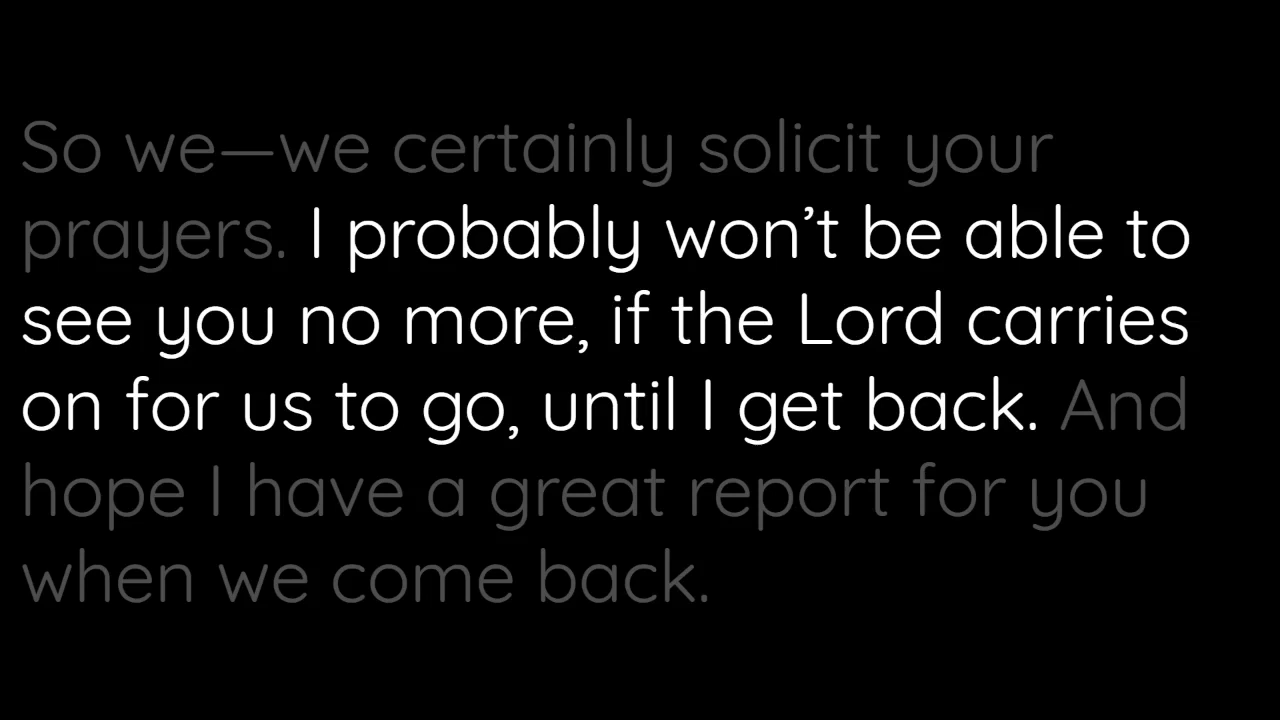 So we—we certainly solicit your
prayers. I probably won’t be able to
see you no more, if the Lord carries
on for us to go, until I get back. And
hope I have a great report for you
when we come back.